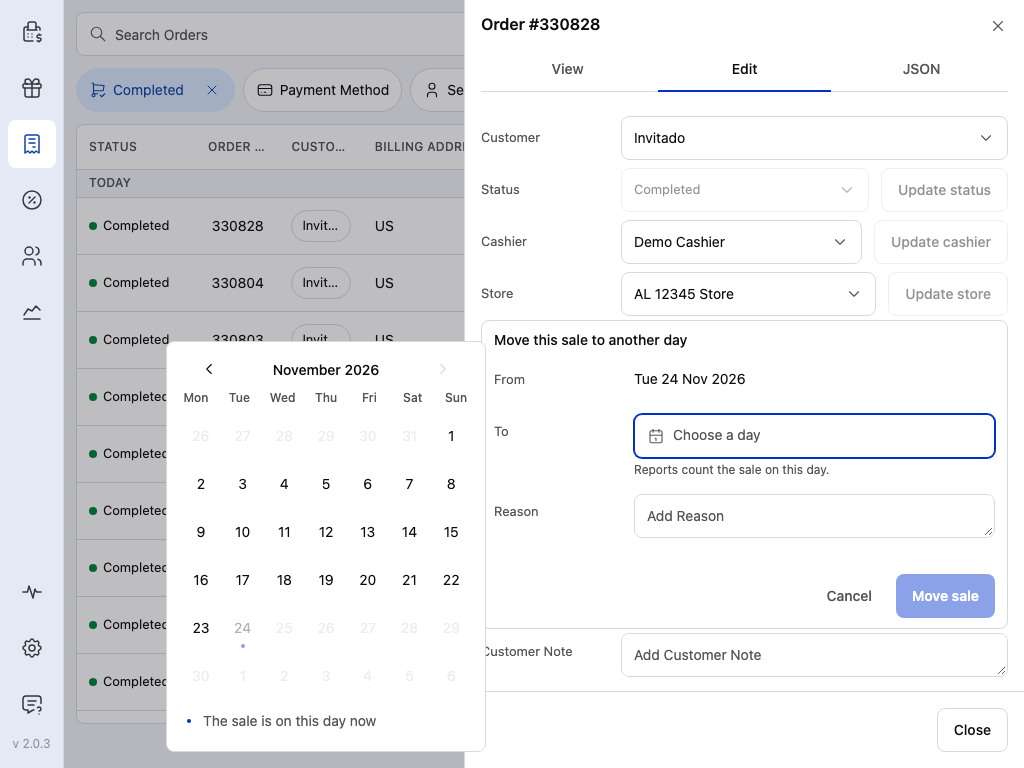 v 2.0.3
Search Orders
Completed
Payment Method
Se
STATUS ORDER ... CUSTO... BILLING ADDR
TODAY
Completed 330828 Invit... US
Completed 330804 Invit... US
Completed 330803 Invit... US
Completed
Completed
Completed
Completed
Completed
Completed
November 2026
Mon Tue Wed Thu Fri Sat Sun
26 27 28 29 30 31 1
2 3 4 5 6 7 8
9 10 11 12 13 14 15
16 17 18 19 20 21 22
23 24 25 26 27 28 29
30 1 2 3 4 5 6
The sale is on this day now
Order #330828
View Edit JSON
Customer Invitado
Status Completed Update status
Cashier Demo Cashier Update cashier
Store AL 12345 Store Update store
Move this sale to another day
From Tue 24 Nov 2026
To Choose a day
Reports count the sale on this day.
Reason Add Reason
Cancel Move sale
Customer Note Add Customer Note
Close